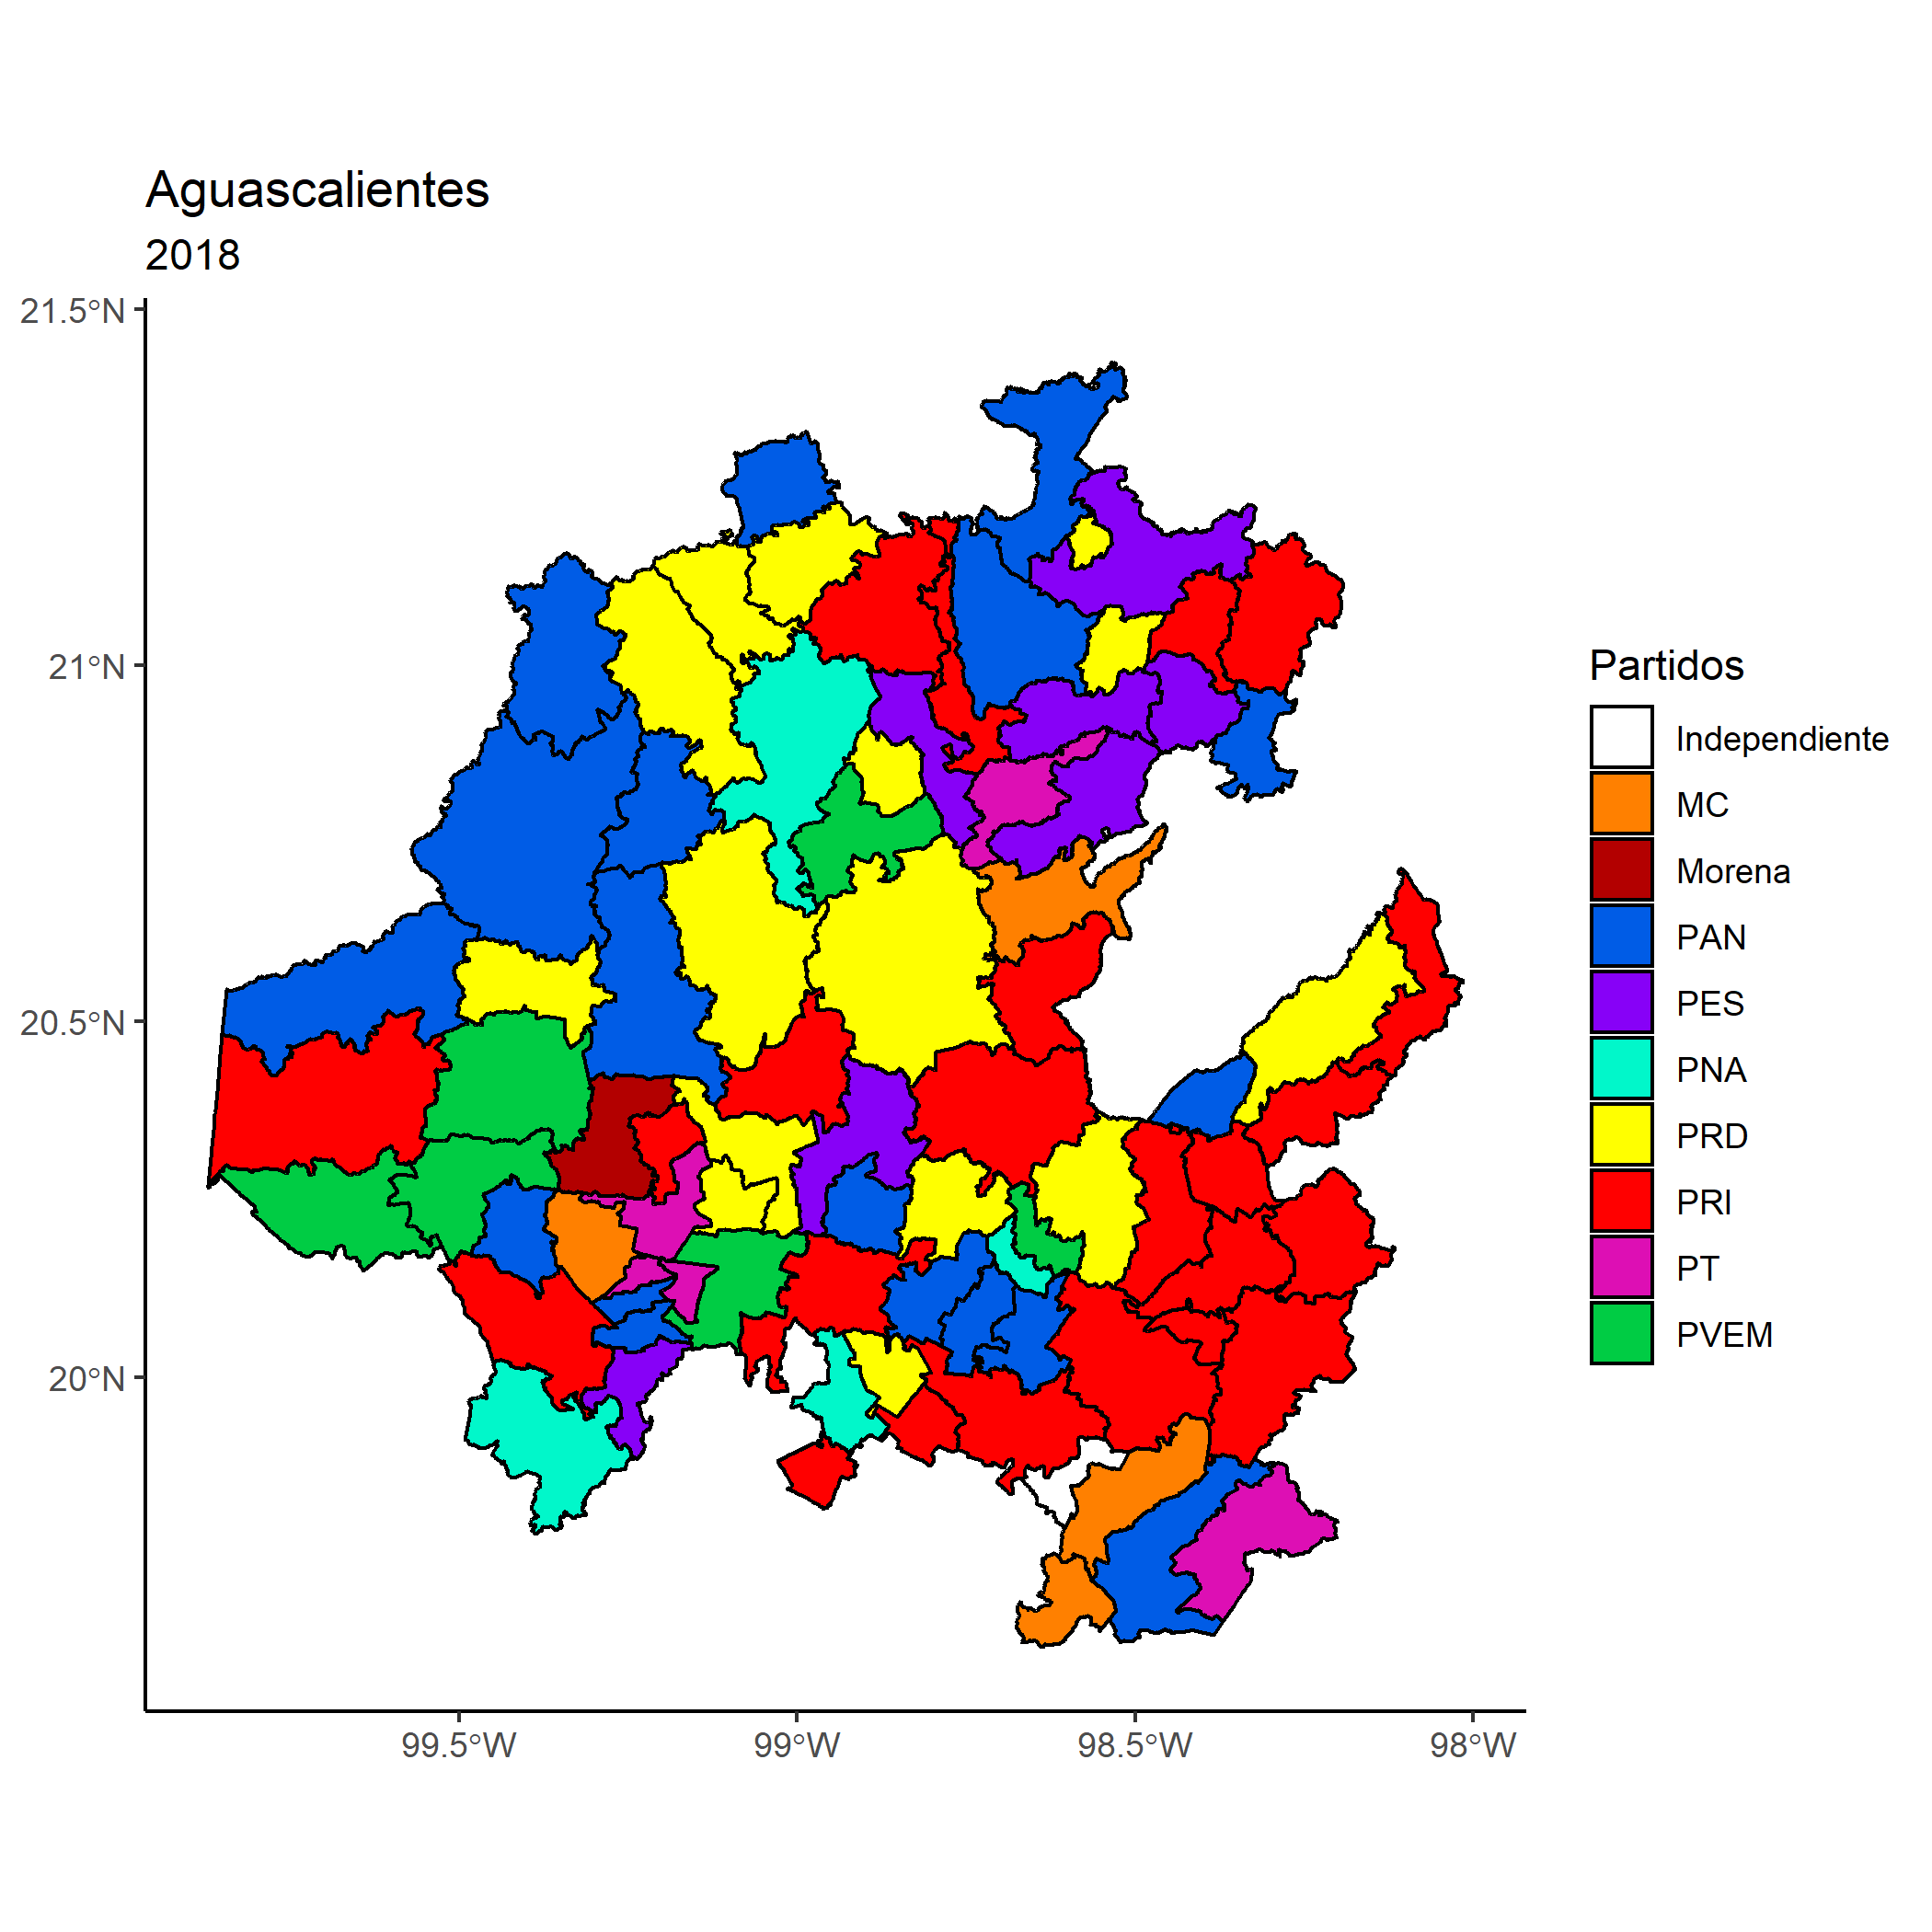 Aguascalientes
2018
21.5°N
21°N
20.5°N
20°N
99.5°W
99°W
98.5°W
98°W
Partidos
Independiente
MC
Morena
PAN
PES
PNA
PRD
PRI
PT
PVEM